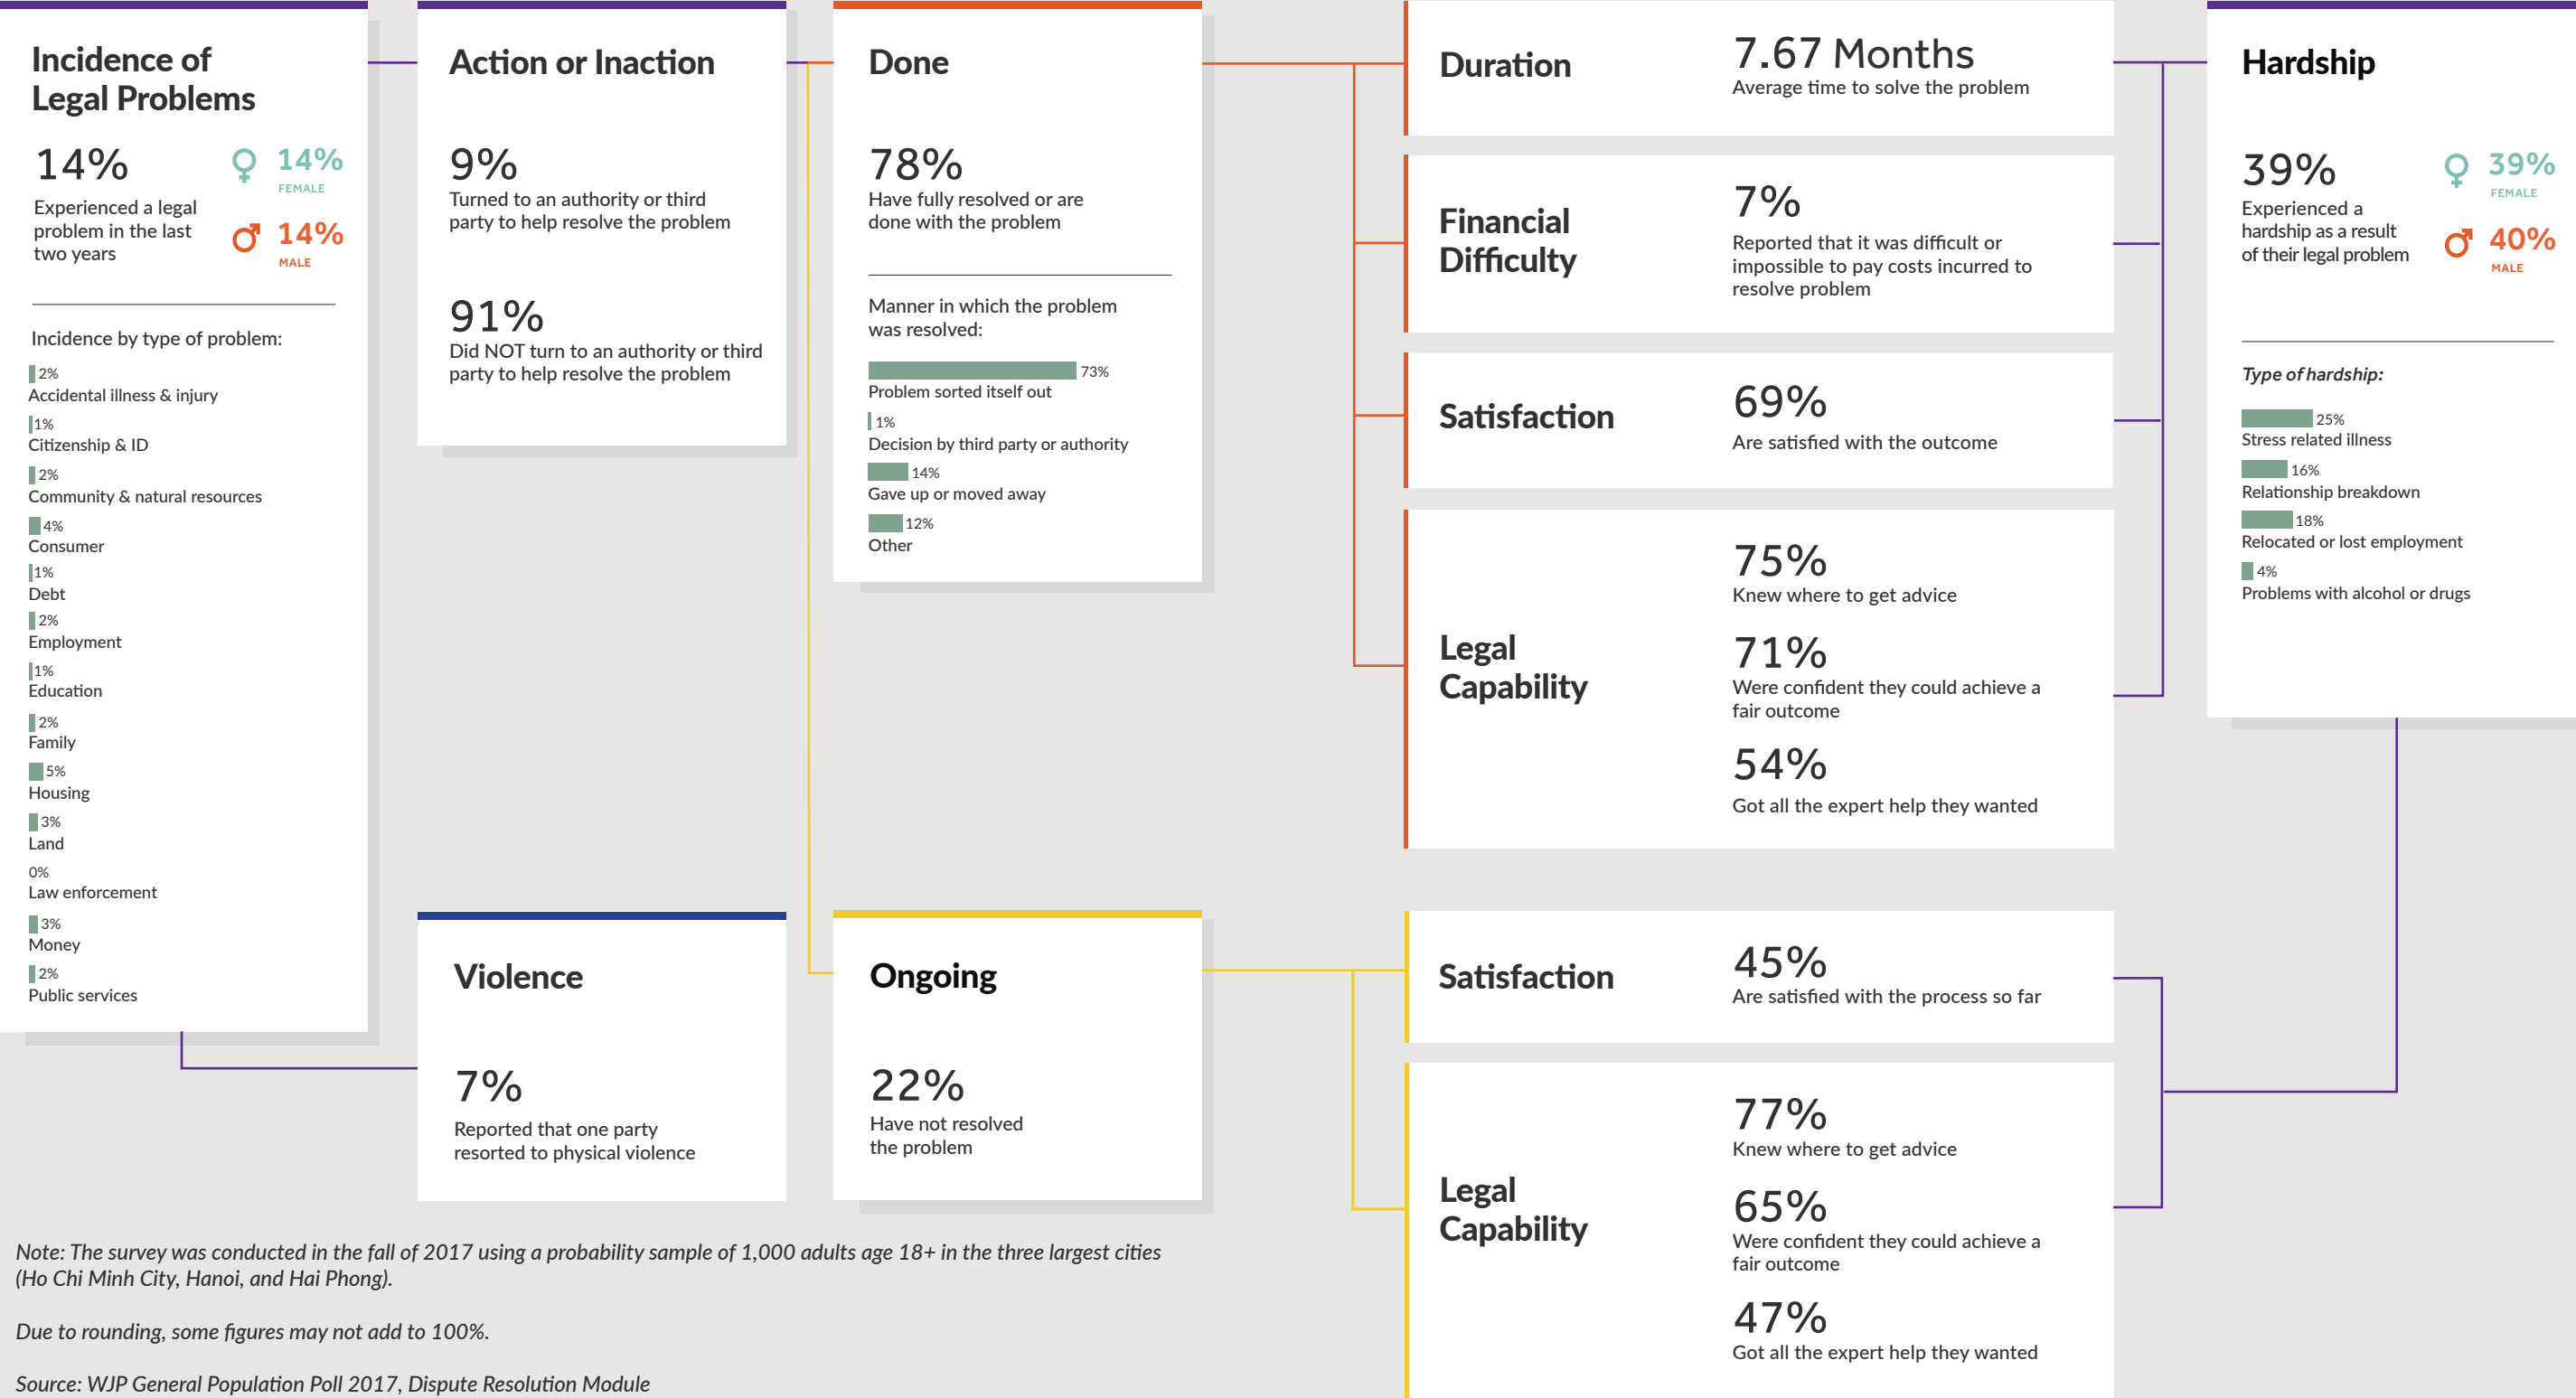 Incidence of
Legal Problems
14%
Experienced a legal
problem in the last
two years
14%
FEMALE
14%
MALE
Incidence by type of problem:
2%
Accidental illness & injury
1%
Citizenship & ID
2%
Community & natural resources
4%
Consumer
1%
Debt
2%
Employment
1%
Education
2%
Family
5%
Housing
3%
Land
0%
Law enforcement
3%
Money
2%
Public services
Action or Inaction
9%
Turned to an authority or third
party to help resolve the problem
91%
Did NOT turn to an authority or third
party to help resolve the problem
Done
78%
Have fully resolved or are
done with the problem
Manner in which the problem
was resolved:
73%
Problem sorted itself out
1%
Decision by third party or authority
14%
Gave up or moved away
12%
Other
Duration
7.67 Months
Average time to solve the problem
Financial
Difficulty
7%
Reported that it was difficult or
impossible to pay costs incurred to
resolve problem
Satisfaction
69%
Are satisfied with the outcome
Legal
Capability
75%
Knew where to get advice
71%
Were confident they could achieve a
fair outcome
54%
Got all the expert help they wanted
Hardship
39%
Experienced a
hardship as a result
of their legal problem
39%
FEMALE
40%
MALE
Type of hardship:
25%
Stress related illness
16%
Relationship breakdown
18%
Relocated or lost employment
4%
Problems with alcohol or drugs
Violence
7%
Reported that one party
resorted to physical violence
Ongoing
22%
Have not resolved
the problem
Satisfaction
45%
Are satisfied with the process so far
Legal
Capability
77%
Knew where to get advice
65%
Were confident they could achieve a
fair outcome
47%
Got all the expert help they wanted
Note: The survey was conducted in the fall of 2017 using a probability sample of 1,000 adults age 18+ in the three largest cities
(Ho Chi Minh City, Hanoi, and Hai Phong).
Due to rounding, some figures may not add to 100%.
Source: WJP General Population Poll 2017, Dispute Resolution Module